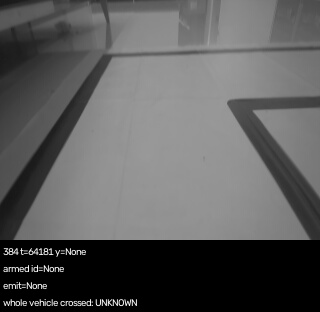 384 t=64181 y=None
armed id=None
emit=None
whole vehicle crossed: UNKNOWN